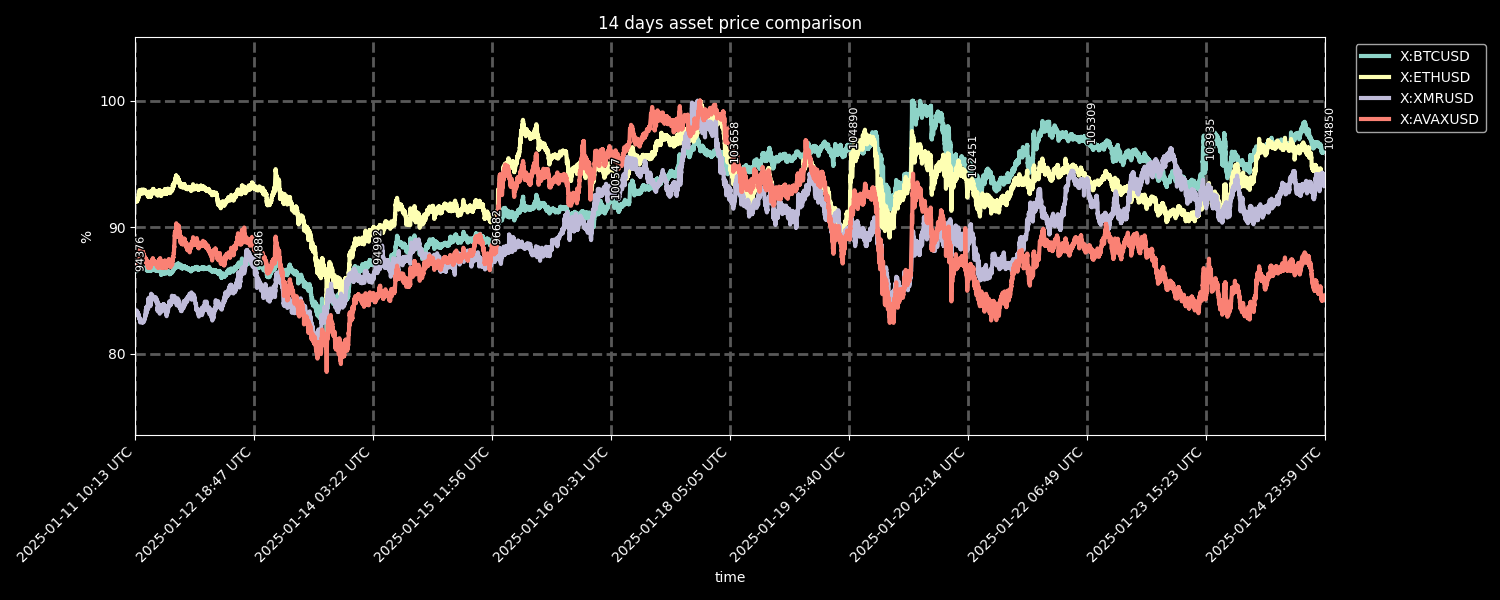 14 days asset price comparison
X:BTCUSD
X:ETHUSD
X:XMRUSD
X:AVAXUSD
100
90
80
%
94376
94886
94992
96682
100547
103658
104890
102451
105309
103935
104850
2025-01-11 10:13 UTC
2025-01-12 18:47 UTC
2025-01-14 03:22 UTC
2025-01-15 11:56 UTC
2025-01-16 20:31 UTC
2025-01-18 05:05 UTC
2025-01-19 13:40 UTC
2025-01-20 22:14 UTC
2025-01-22 06:49 UTC
2025-01-23 15:23 UTC
2025-01-24 23:59 UTC
time